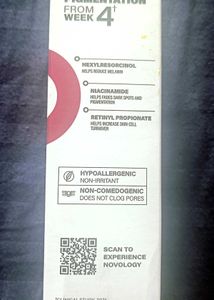 PIGMENTATION
FROM
WEEK 4†
HEXYLRESORCINOL
HELPS REDUCE MELANIN
NIACINAMIDE
HELPS FADES DARK SPOTS AND
PIGMENTATION
RETINYL PROPIONATE
HELPS INCREASE SKIN CELL
TURNOVER
HYPOALLERGENIC
NON-IRRITANT
NON-COMEDOGENIC
DOES NOT CLOG PORES
SCAN TO
EXPERIENCE
NOVOLOGY